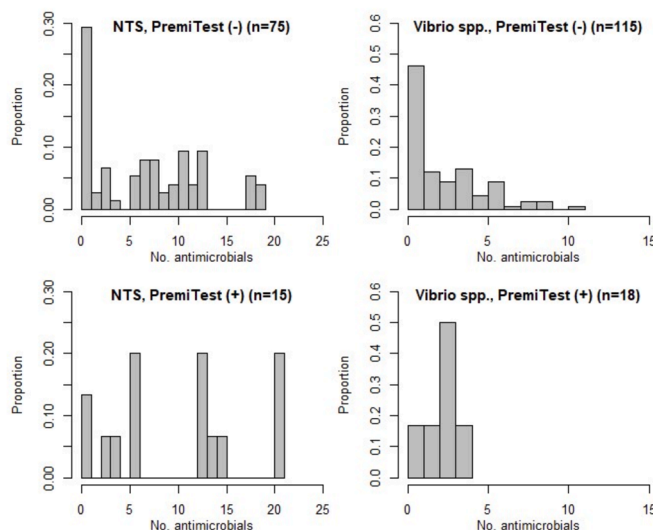 NTS, PremiTest (-) (n=75)
Proportion
0.00 0.10 0.20 0.30
0 5 10 15 20 25
No. antimicrobials
Vibrio spp., PremiTest (-) (n=115)
Proportion
0.0 0.1 0.2 0.3 0.4 0.5 0.6
0 5 10 15
No. antimicrobials
NTS, PremiTest (+) (n=15)
Proportion
0.00 0.10 0.20 0.30
0 5 10 15 20 25
No. antimicrobials
Vibrio spp., PremiTest (+) (n=18)
Proportion
0.0 0.1 0.2 0.3 0.4 0.5 0.6
0 5 10 15
No. antimicrobials